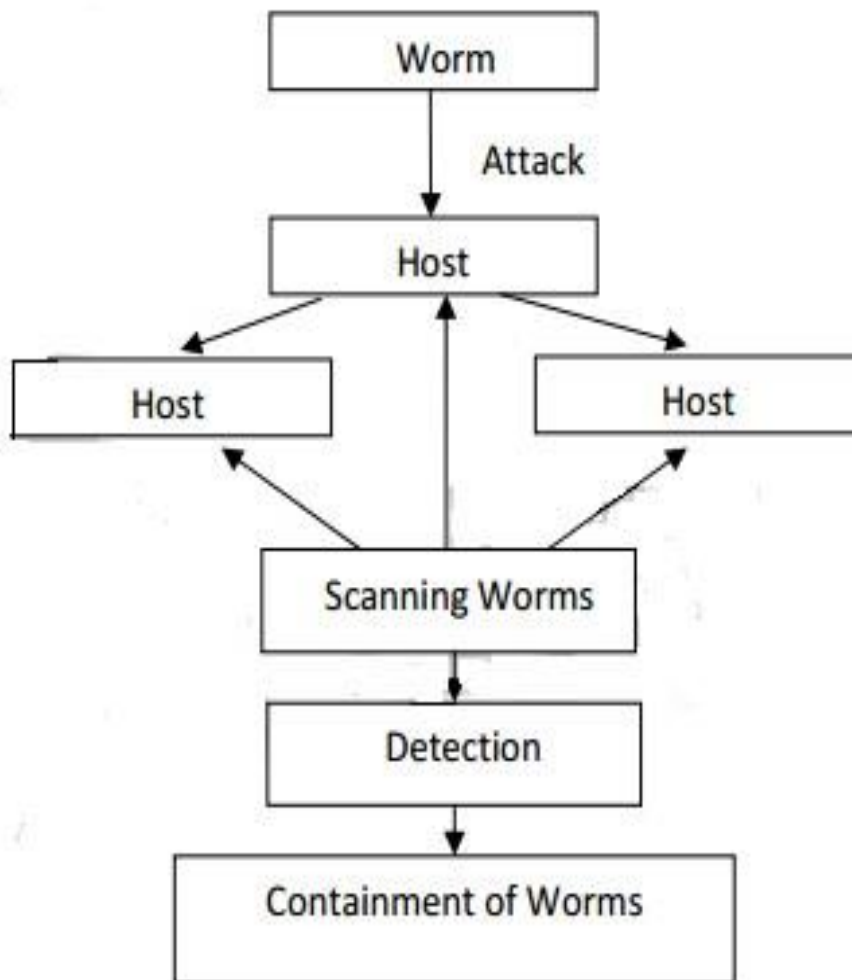 Worm
Attack
Host
Host
Host
Scanning Worms
Detection
Containment of Worms